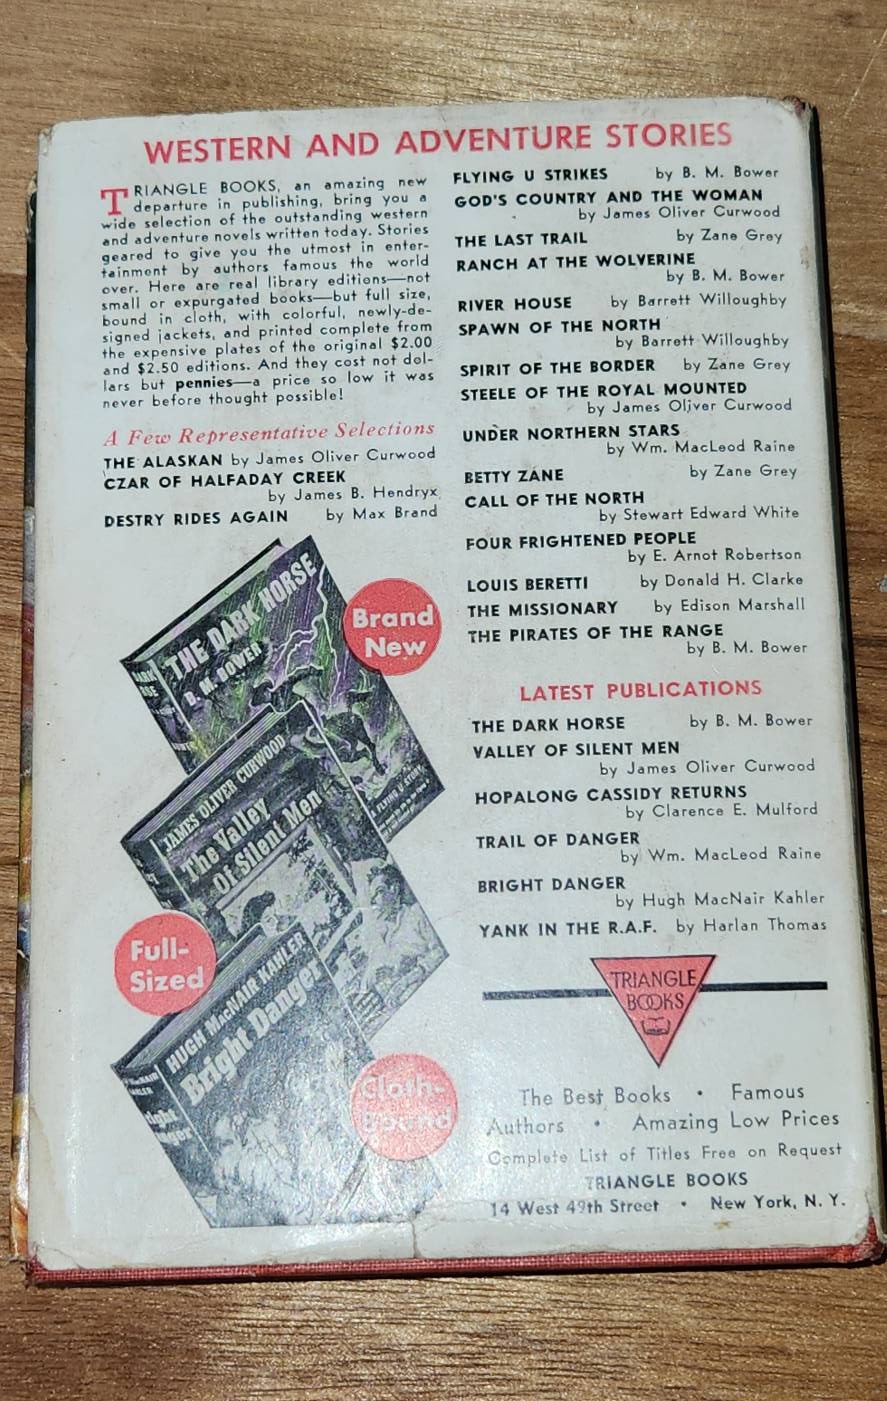 WESTERN AND ADVENTURE STORIES
TRIANGLE BOOKS, an amazing new
departure in publishing, bring you a
wide selection of the outstanding western
and adventure novels written today. Stories
geared to give you the utmost in enter-
tainment by authors famous the world
over. Here are real library editions—not
small or expurgated books—but full size,
bound in cloth, with colorful, newly-de-
signed jackets, and printed complete from
the expensive plates of the original $2.00
and $2.50 editions. And they cost not dol-
lars but pennies—a price so low it was
never before thought possible!
A Few Representative Selections
THE ALASKAN by James Oliver Curwood
CZAR OF HALFADAY CREEK
by James B. Hendryx
DESTRY RIDES AGAIN by Max Brand
THE DARK HORSE
B. M. BOWER
Brand
New
JAMES OLIVER CURWOOD
The Valley
Of Silent Men
Full-
Sized
HUGH MacNAIR KAHLER
Bright Danger
Cloth-
Bound
FLYING U STRIKES by B. M. Bower
GOD'S COUNTRY AND THE WOMAN
by James Oliver Curwood
THE LAST TRAIL by Zane Grey
RANCH AT THE WOLVERINE
by B. M. Bower
RIVER HOUSE by Barrett Willoughby
SPAWN OF THE NORTH
by Barrett Willoughby
SPIRIT OF THE BORDER by Zane Grey
STEELE OF THE ROYAL MOUNTED
by James Oliver Curwood
UNDER NORTHERN STARS
by Wm. MacLeod Raine
BETTY ZANE by Zane Grey
CALL OF THE NORTH
by Stewart Edward White
FOUR FRIGHTENED PEOPLE
by E. Arnot Robertson
LOUIS BERETTI by Donald H. Clarke
THE MISSIONARY by Edison Marshall
THE PIRATES OF THE RANGE
by B. M. Bower
LATEST PUBLICATIONS
THE DARK HORSE by B. M. Bower
VALLEY OF SILENT MEN
by James Oliver Curwood
HOPALONG CASSIDY RETURNS
by Clarence E. Mulford
TRAIL OF DANGER
by Wm. MacLeod Raine
BRIGHT DANGER
by Hugh MacNair Kahler
YANK IN THE R.A.F. by Harlan Thomas
TRIANGLE
BOOKS
The Best Books • Famous
Authors • Amazing Low Prices
Complete List of Titles Free on Request
TRIANGLE BOOKS
14 West 49th Street • New York, N. Y.